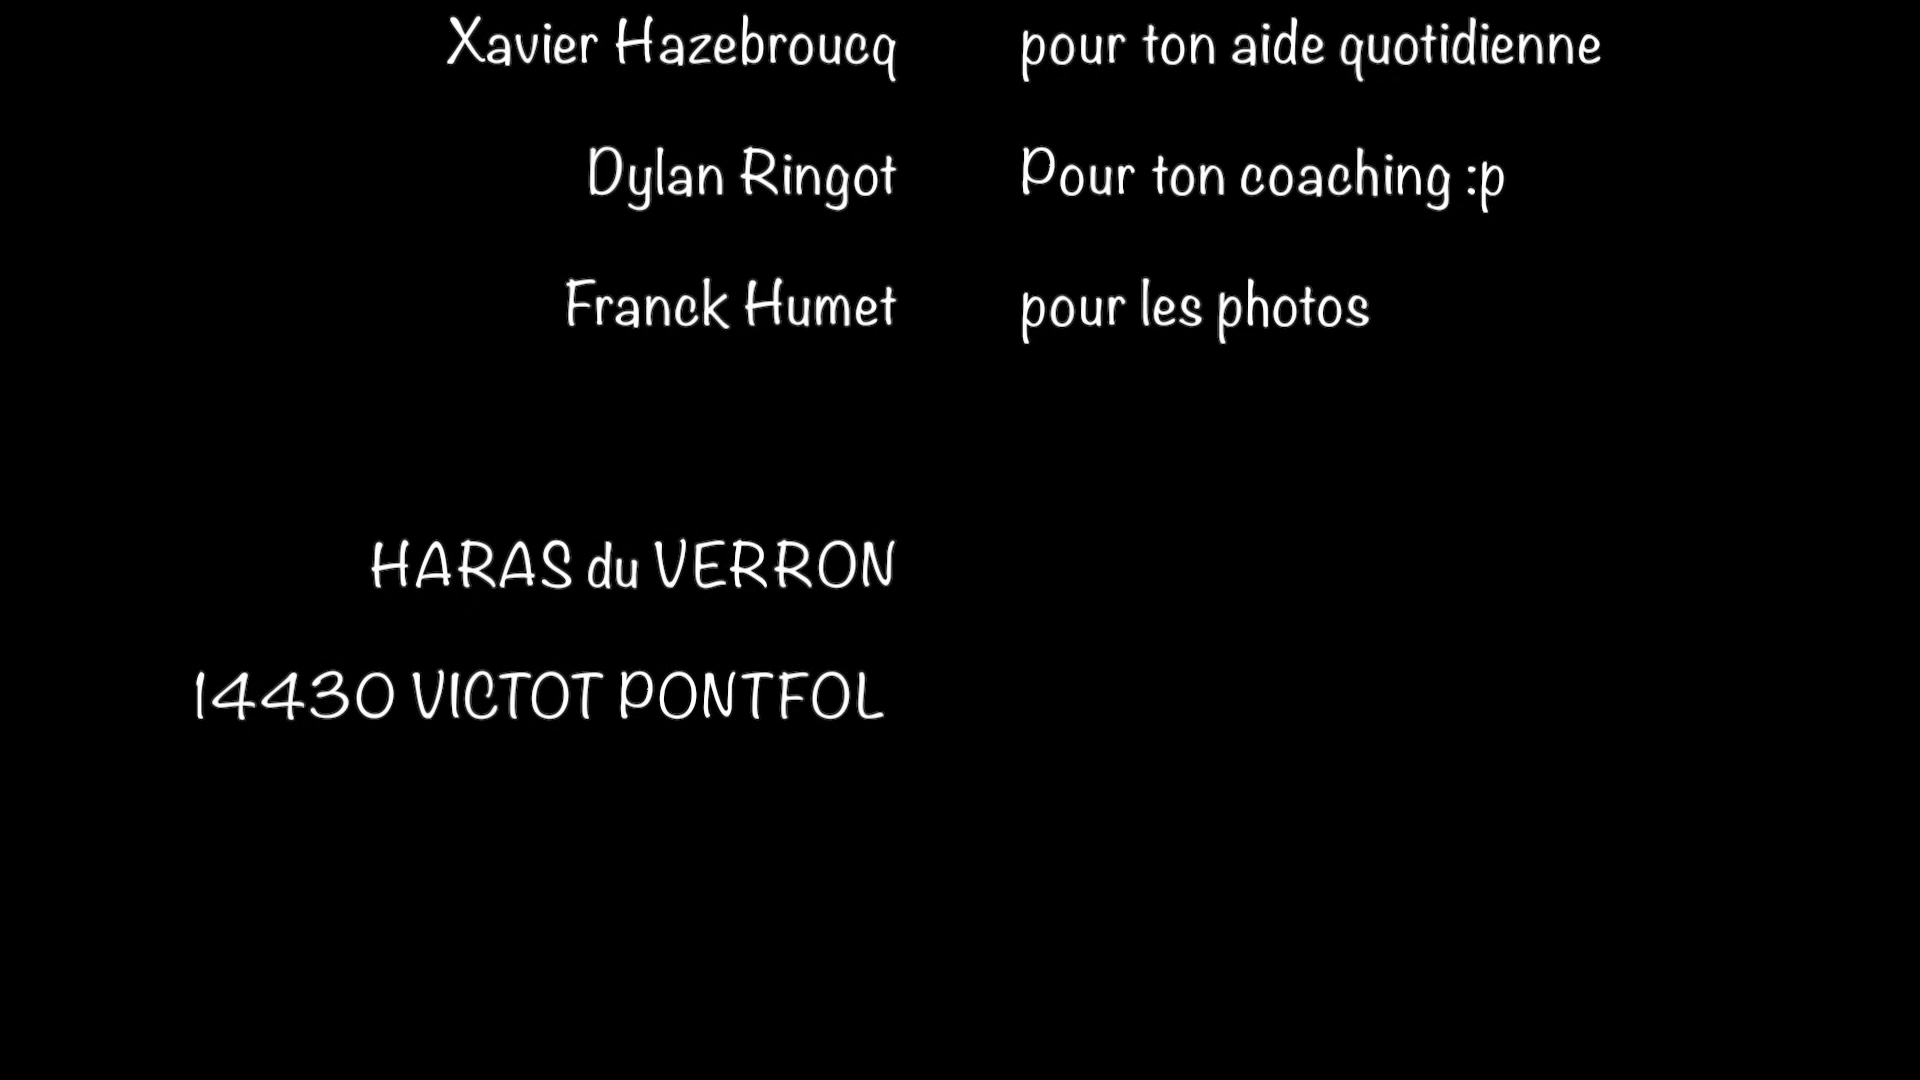 Xavier Hazebroucq pour ton aide quotidienne
Dylan Ringot Pour ton coaching :p
Franck Humet pour les photos
HARAS du VERRON
14430 VICTOT PONTFOL